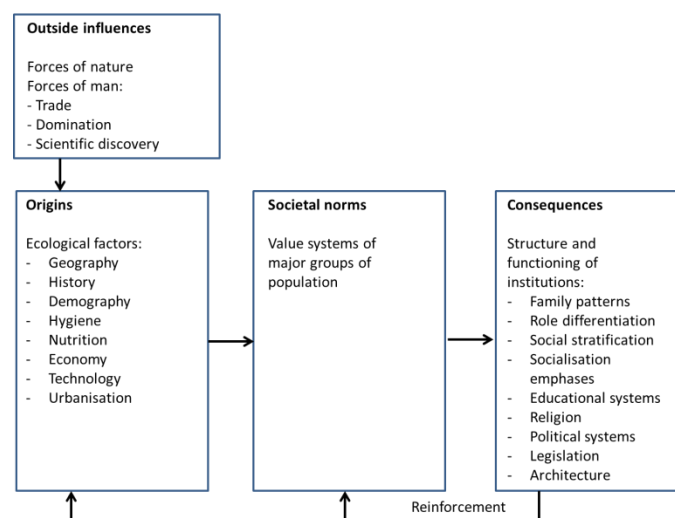 Outside influences
Forces of nature
Forces of man:
- Trade
- Domination
- Scientific discovery
Origins
Ecological factors:
- Geography
- History
- Demography
- Hygiene
- Nutrition
- Economy
- Technology
- Urbanisation
Societal norms
Value systems of
major groups of
population
Consequences
Structure and
functioning of
institutions:
- Family patterns
- Role differentiation
- Social stratification
- Socialisation
emphases
- Educational systems
- Religion
- Political systems
- Legislation
- Architecture
Reinforcement